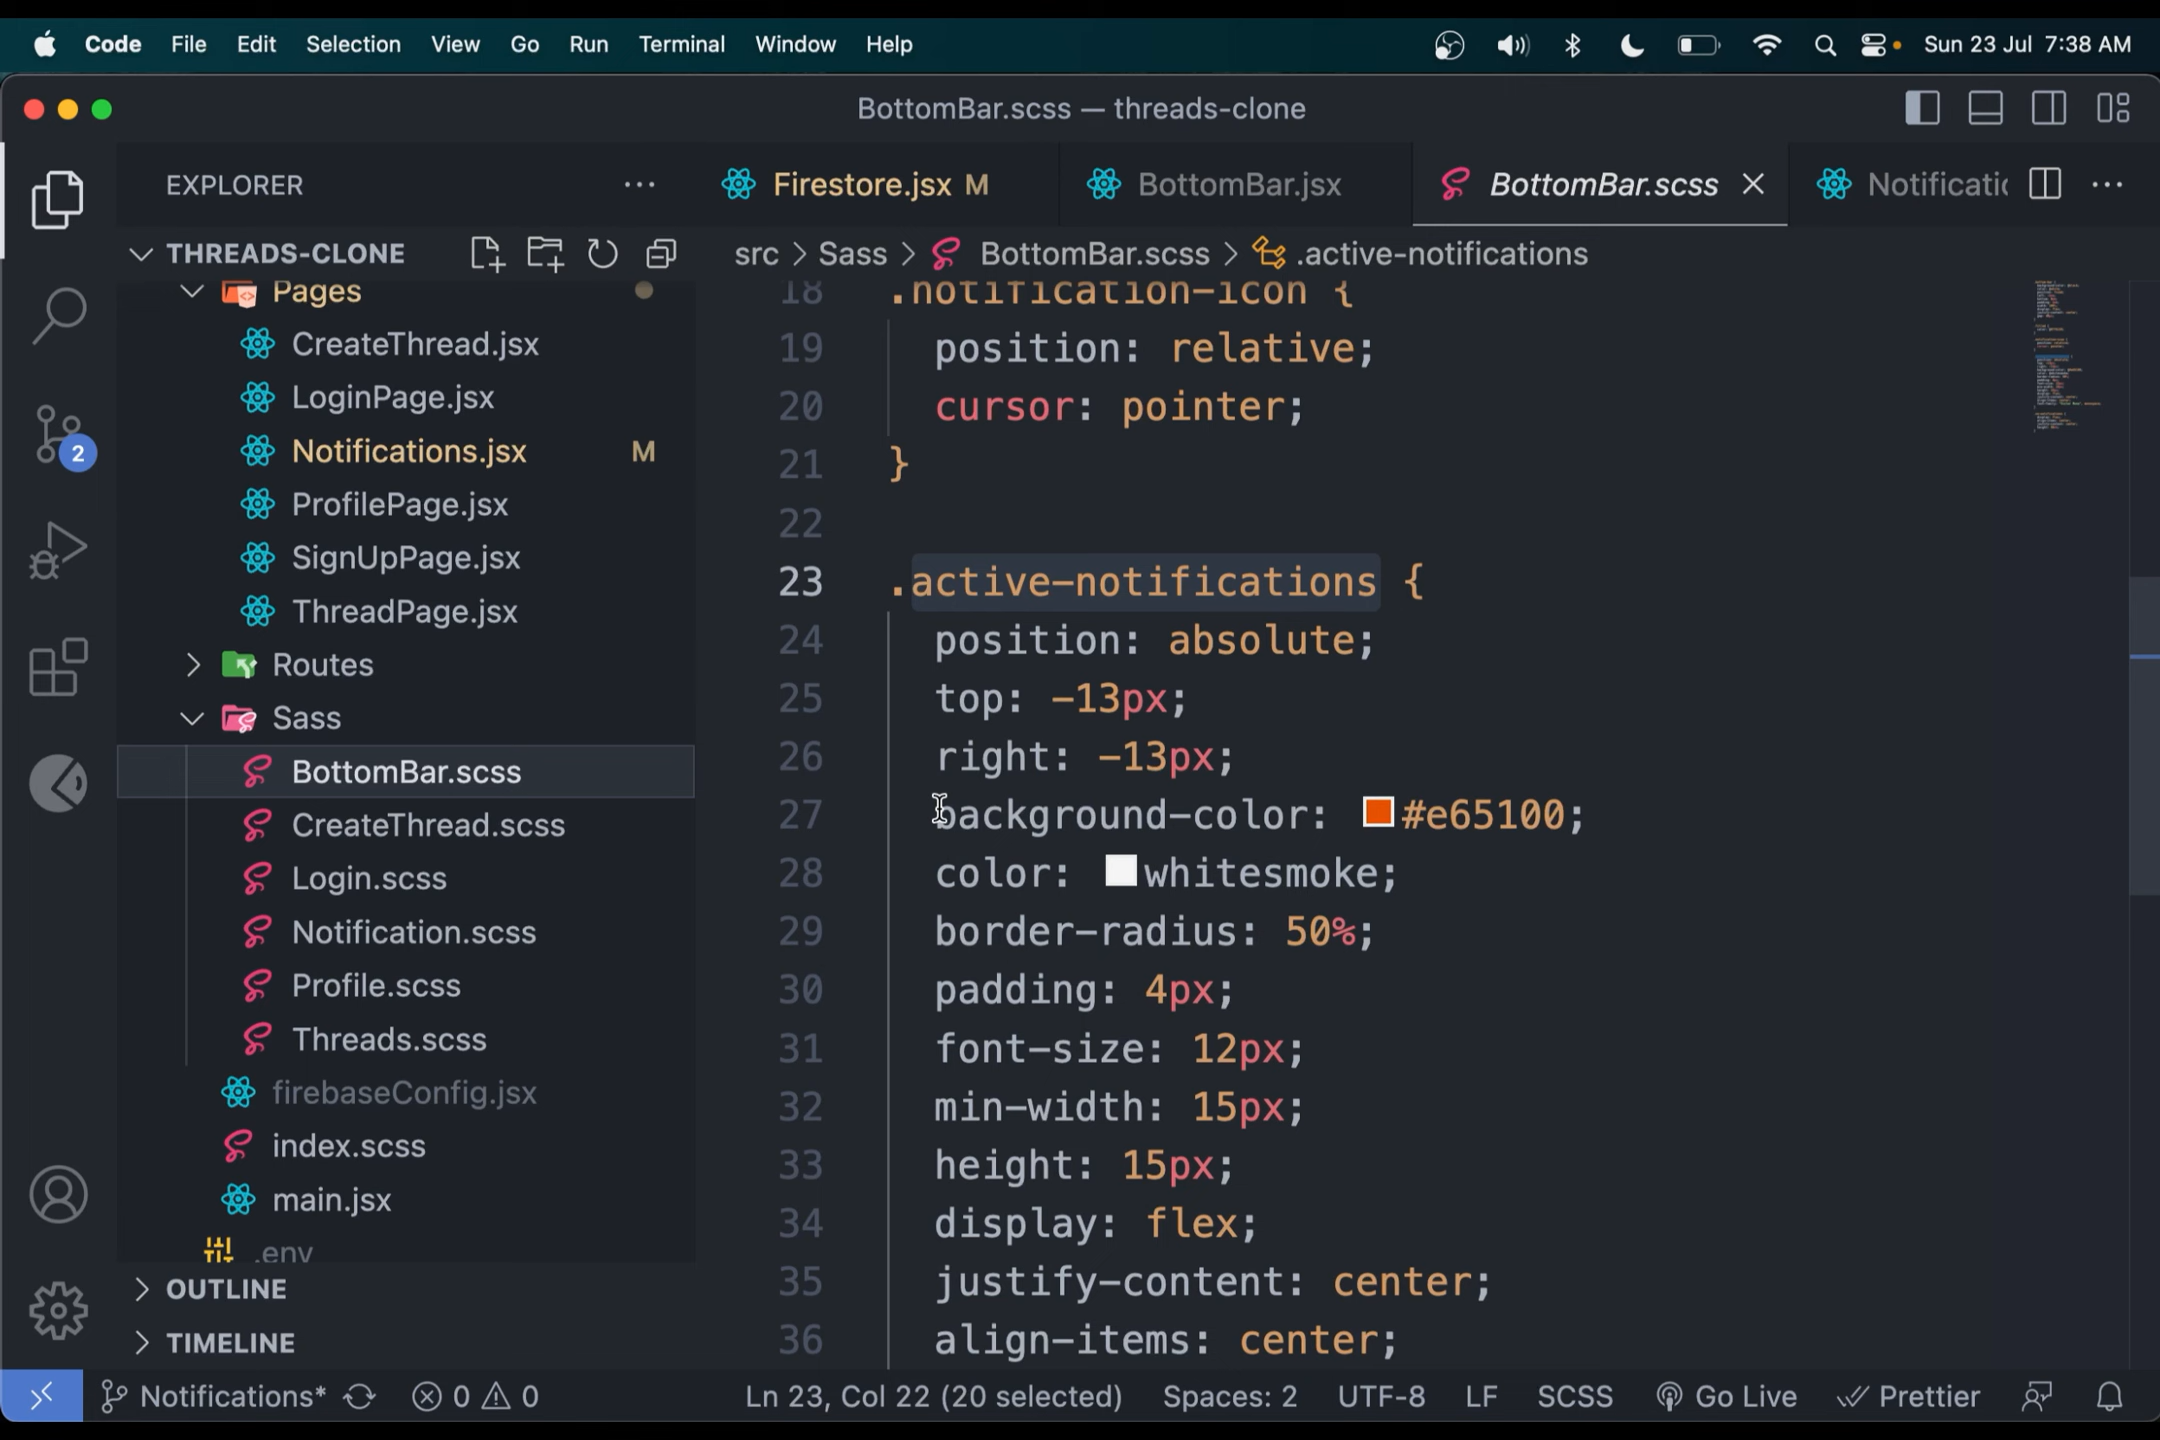 Code File Edit Selection View Go Run Terminal Window Help Sun 23 Jul 7:38 AM
BottomBar.scss — threads-clone
EXPLORER ···
Firestore.jsx M BottomBar.jsx BottomBar.scss Notificatic ···
THREADS-CLONE
src > Sass > BottomBar.scss > .active-notifications
Pages
CreateThread.jsx
LoginPage.jsx
Notifications.jsx M
ProfilePage.jsx
SignUpPage.jsx
ThreadPage.jsx
Routes
Sass
BottomBar.scss
CreateThread.scss
Login.scss
Notification.scss
Profile.scss
Threads.scss
firebaseConfig.jsx
index.scss
main.jsx
.env
OUTLINE
TIMELINE
2
18 .notification-icon {
19 position: relative;
20 cursor: pointer;
21 }
22
23 .active-notifications {
24 position: absolute;
25 top: -13px;
26 right: -13px;
27 background-color: #e65100;
28 color: whitesmoke;
29 border-radius: 50%;
30 padding: 4px;
31 font-size: 12px;
32 min-width: 15px;
33 height: 15px;
34 display: flex;
35 justify-content: center;
36 align-items: center;
Notifications* 0 0 Ln 23, Col 22 (20 selected) Spaces: 2 UTF-8 LF SCSS Go Live Prettier